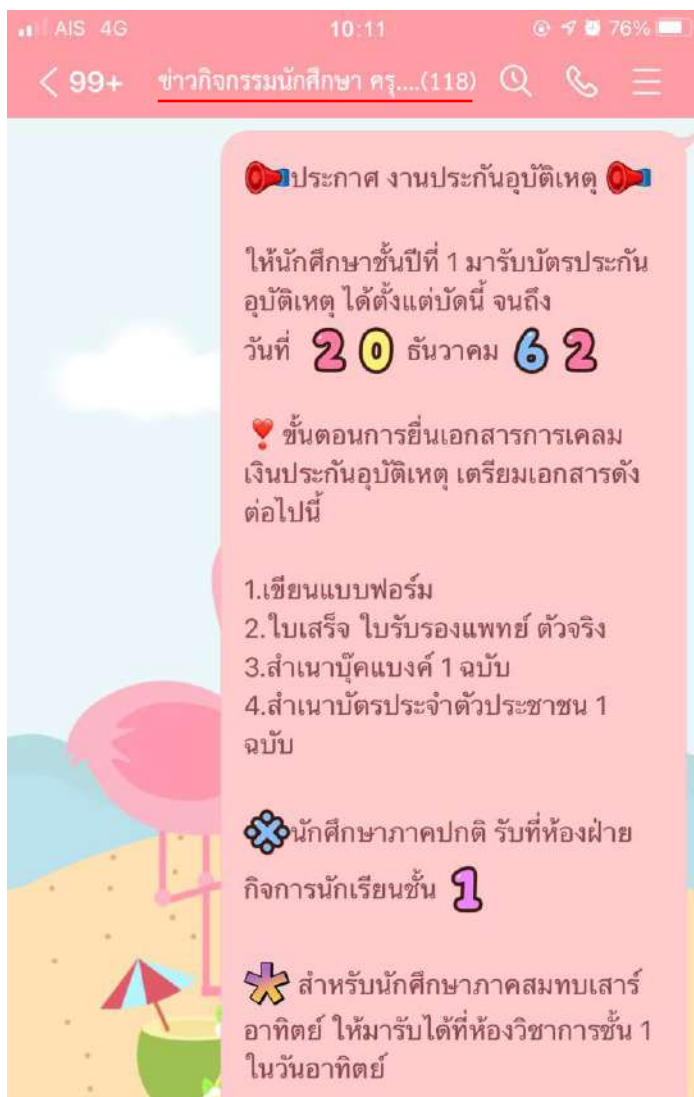 AIS 4G 10:11 76%
99+ ข่าวกิจกรรมนักศึกษา ครุ....(118)
ประกาศ งานประกันอุบัติเหตุ
ให้นักศึกษาชั้นปีที่ 1 มารับบัตรประกัน
อุบัติเหตุ ได้ตั้งแต่บัดนี้ จนถึง
วันที่ 20 ธันวาคม 62
ขั้นตอนการยื่นเอกสารการเคลม
เงินประกันอุบัติเหตุ เตรียมเอกสารดัง
ต่อไปนี้
1.เขียนแบบฟอร์ม
2.ใบเสร็จ ใบรับรองแพทย์ ตัวจริง
3.สำเนาบุ๊คแบงค์ 1 ฉบับ
4.สำเนาบัตรประจำตัวประชาชน 1
ฉบับ
นักศึกษาภาคปกติ รับที่ห้องฝ่าย
กิจการนักเรียนชั้น 1
สำหรับนักศึกษาภาคสมทบเสาร์
อาทิตย์ ให้มารับได้ที่ห้องวิชาการชั้น 1
ในวันอาทิตย์